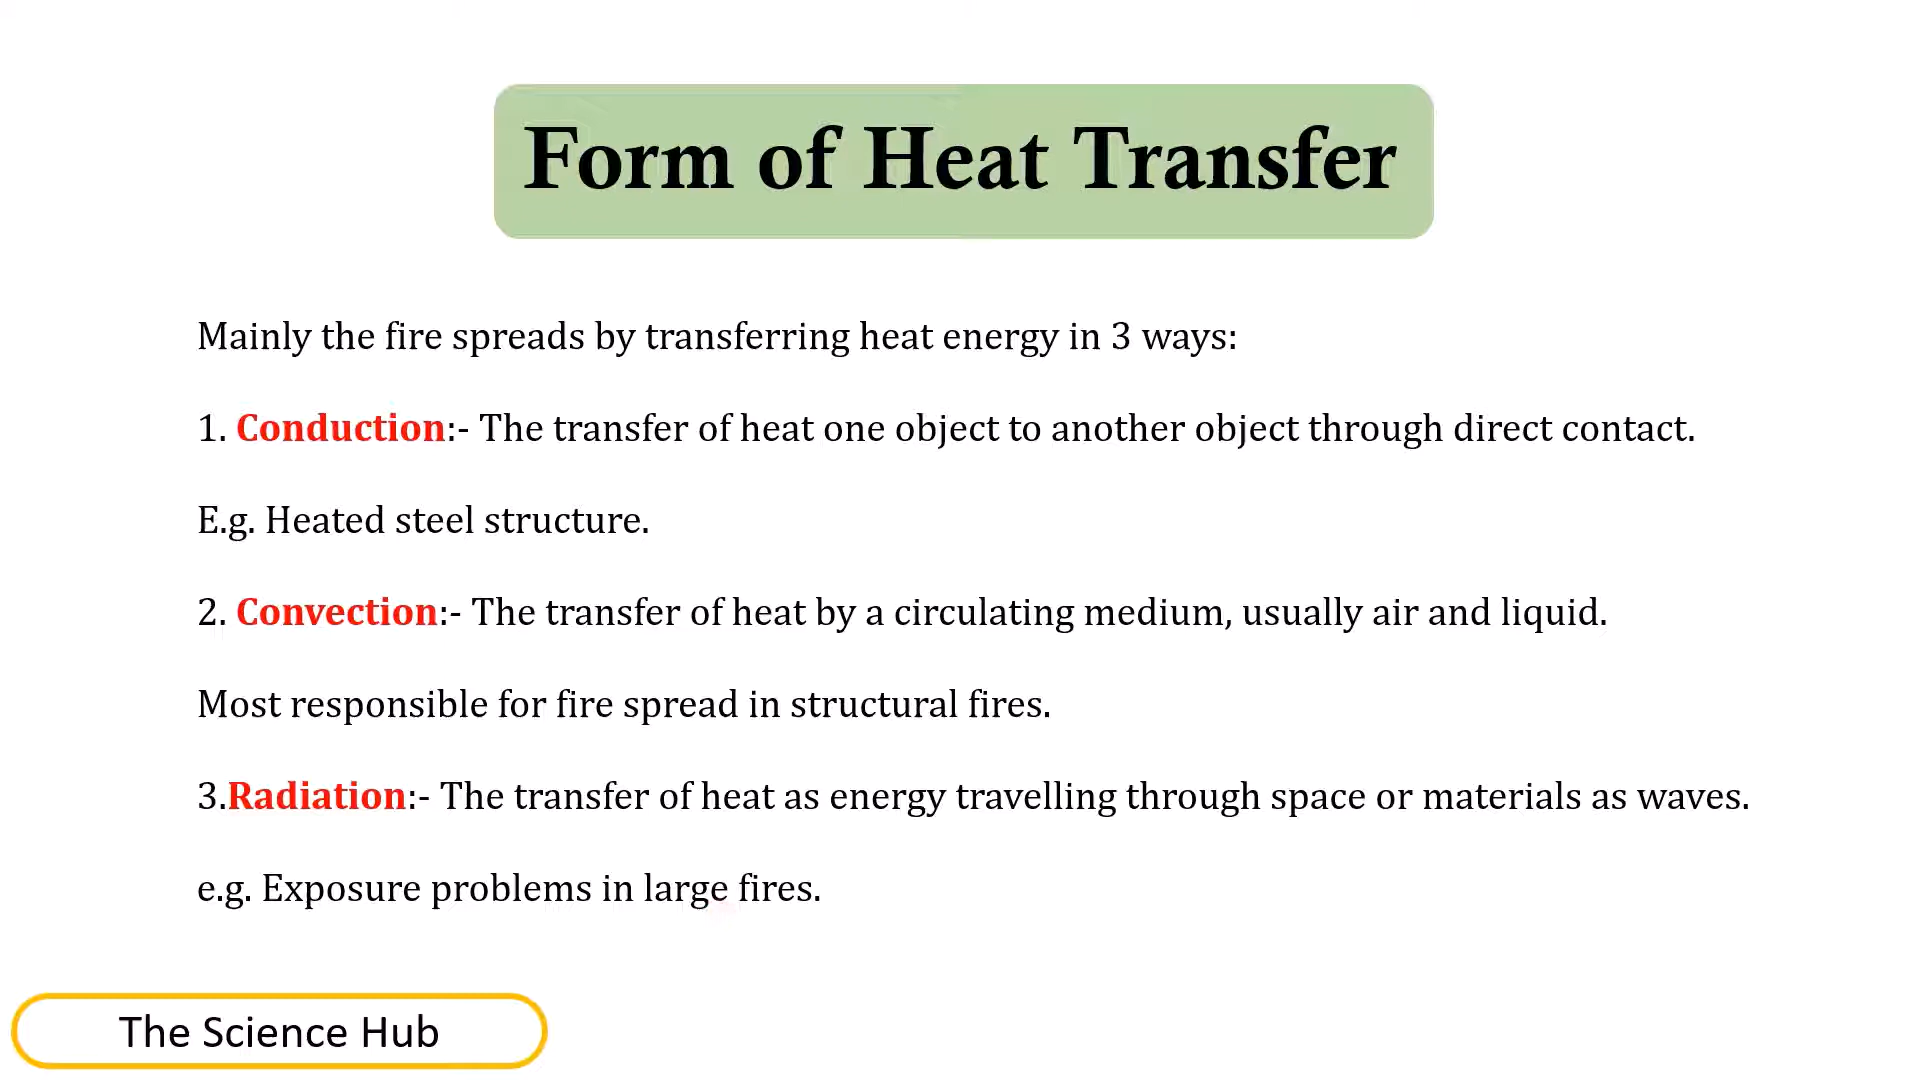 Form of Heat Transfer
Mainly the fire spreads by transferring heat energy in 3 ways:
1. Conduction:- The transfer of heat one object to another object through direct contact.
E.g. Heated steel structure.
2. Convection:- The transfer of heat by a circulating medium, usually air and liquid.
Most responsible for fire spread in structural fires.
3.Radiation:- The transfer of heat as energy travelling through space or materials as waves.
e.g. Exposure problems in large fires.
The Science Hub